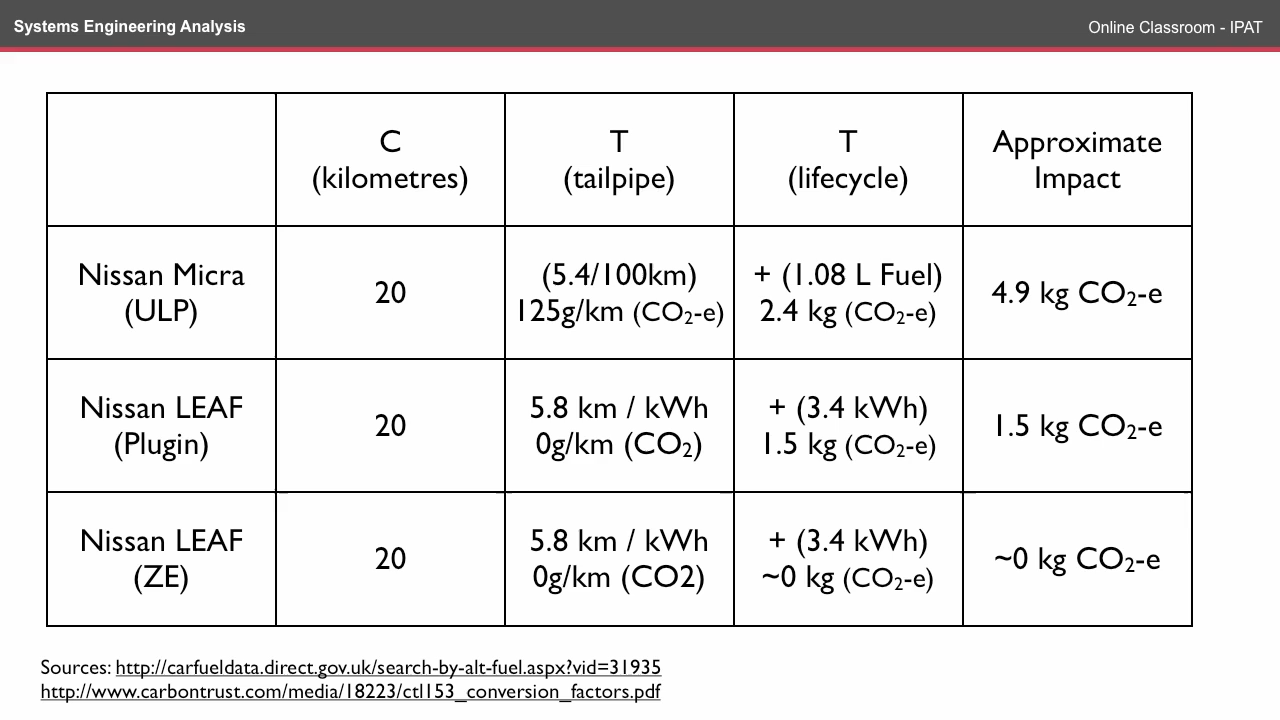 Systems Engineering Analysis
Online Classroom - IPAT
C
(kilometres)
T
(tailpipe)
T
(lifecycle)
Approximate
Impact
Nissan Micra
(ULP)
20
(5.4/100km)
125g/km (CO₂-e)
+ (1.08 L Fuel)
2.4 kg (CO₂-e)
4.9 kg CO₂-e
Nissan LEAF
(Plugin)
20
5.8 km / kWh
0g/km (CO₂)
+ (3.4 kWh)
1.5 kg (CO₂-e)
1.5 kg CO₂-e
Nissan LEAF
(ZE)
20
5.8 km / kWh
0g/km (CO2)
+ (3.4 kWh)
~0 kg (CO₂-e)
~0 kg CO₂-e
Sources: http://carfueldata.direct.gov.uk/search-by-alt-fuel.aspx?vid=31935
http://www.carbontrust.com/media/18223/ctl153_conversion_factors.pdf